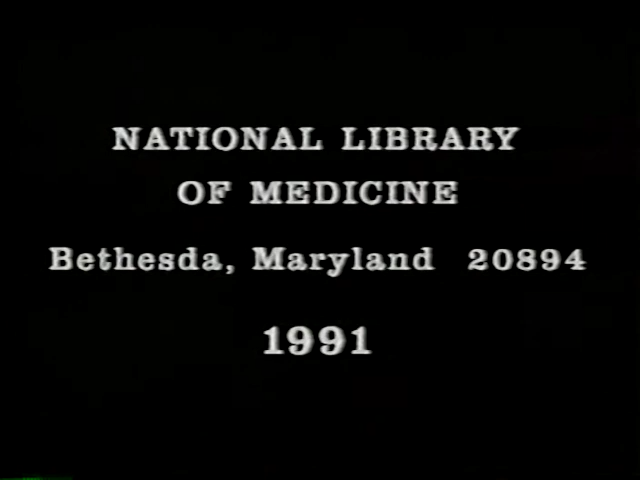 NATIONAL LIBRARY
OF MEDICINE
Bethesda, Maryland 20894
1991